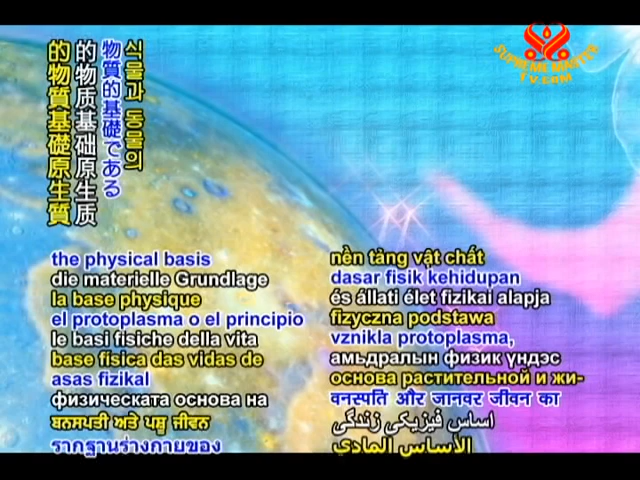 SUPREME MASTER
TV.COM
식물과 동물의
物質的基礎である
的物质基础原生质
的物質基礎原生質
the physical basis
die materielle Grundlage
la base physique
el protoplasma o el principio
le basi fisiche della vita
base fisica das vidas de
asas fizikal
физическата основа на
ਬਨਸਪਤੀ ਅਤੇ ਪਸ਼ੂ ਜੀਵਨ
รากฐานร่างกายของ
nền tảng vật chất
dasar fisik kehidupan
és állati élet fizikai alapja
fizyczna podstawa
vznikla protoplasma,
амьдралын физик үндэс
основа растительной и жи-
वनस्पति और जानवर जीवन का
اساس فیزیکی زندگی
الأساس المادي